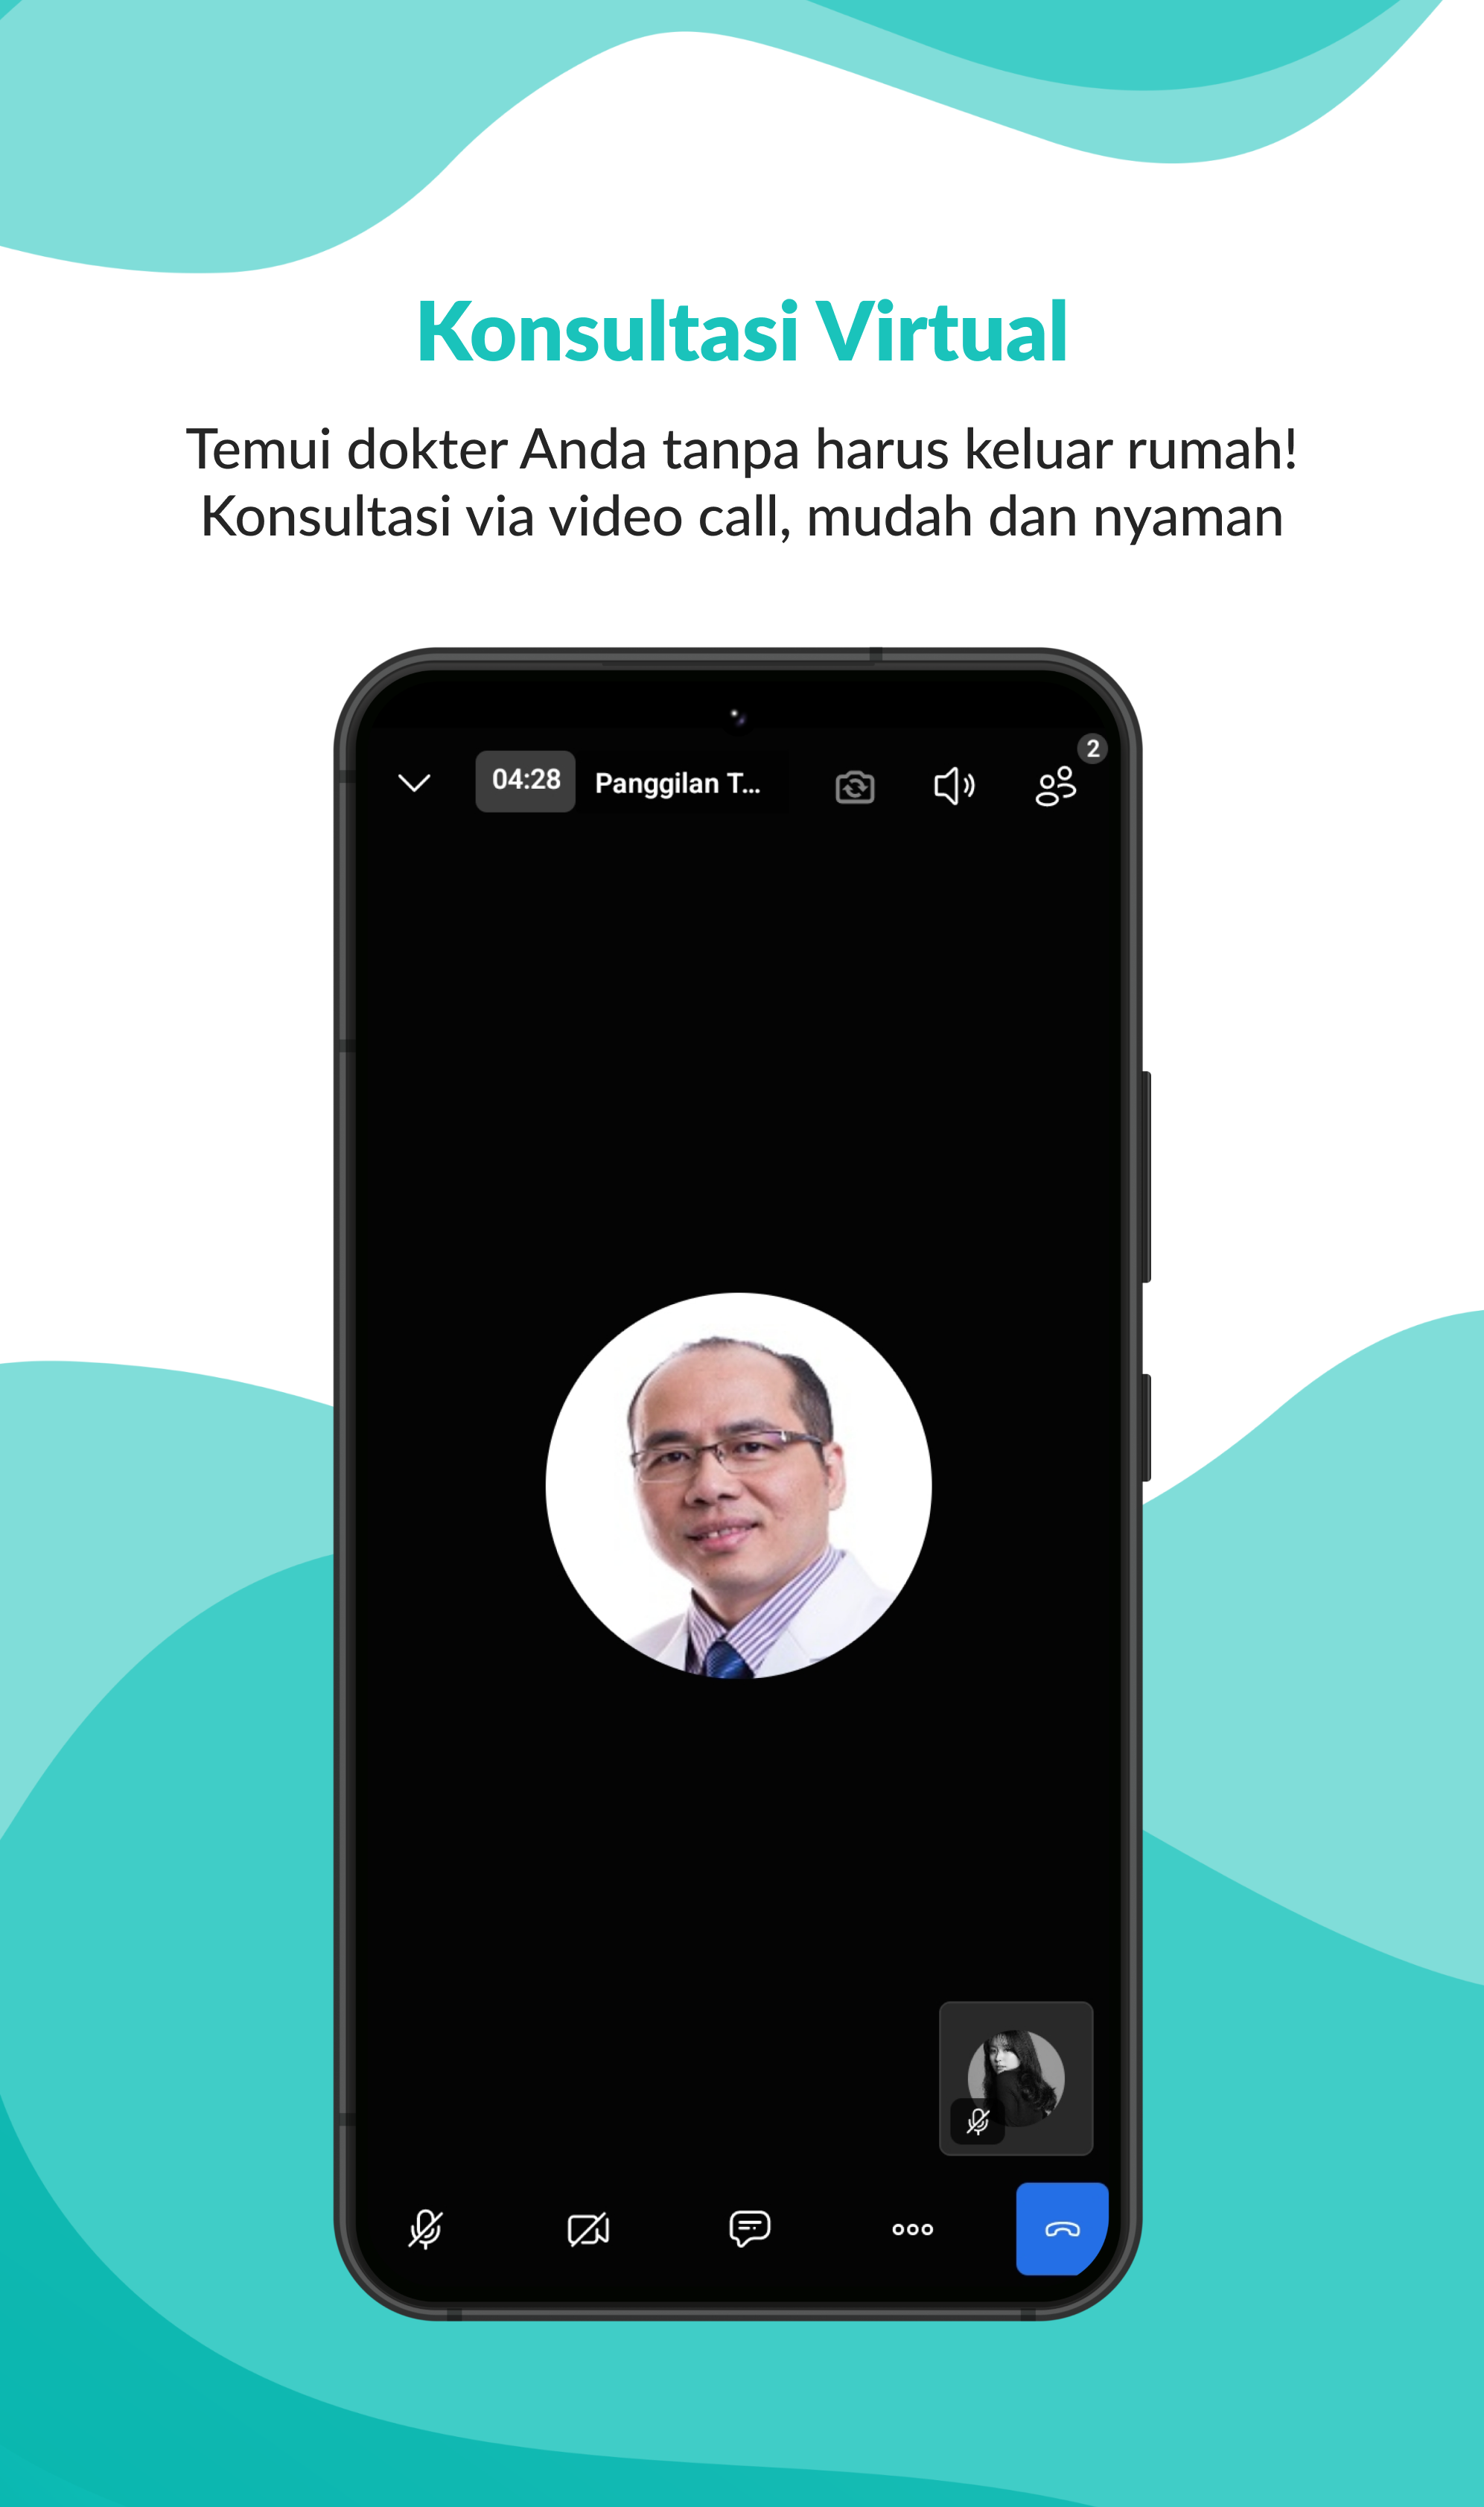 Konsultasi Virtual
Temui dokter Anda tanpa harus keluar rumah!
Konsultasi via video call, mudah dan nyaman
2
04:28 Panggilan T...